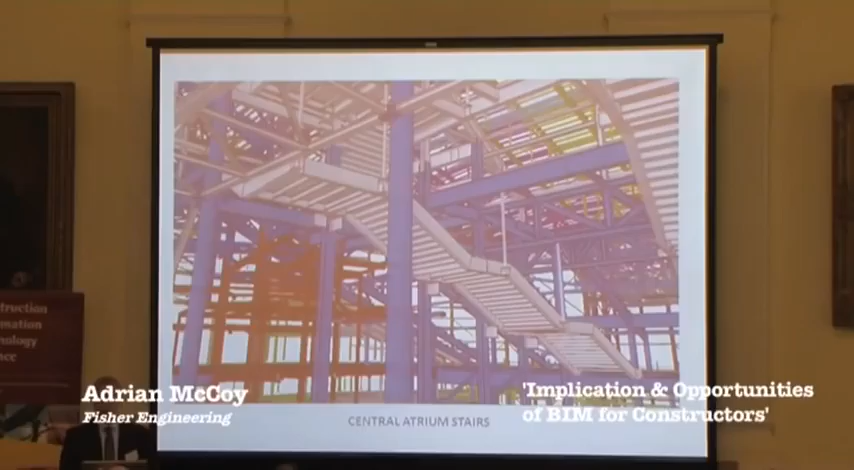 CENTRAL ATRIUM STAIRS
Adrian McCoy
Fisher Engineering
'Implication & Opportunities
of BIM for Constructors'